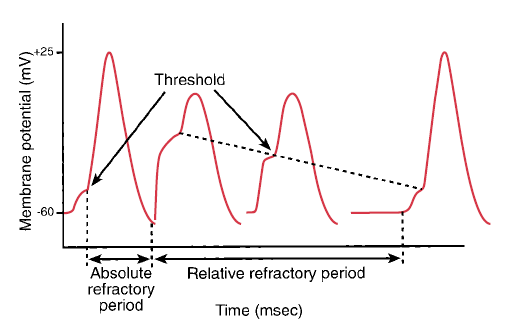 Membrane potential (mV)
+25
-60
Threshold
Absolute
refractory
period
Relative refractory period
Time (msec)